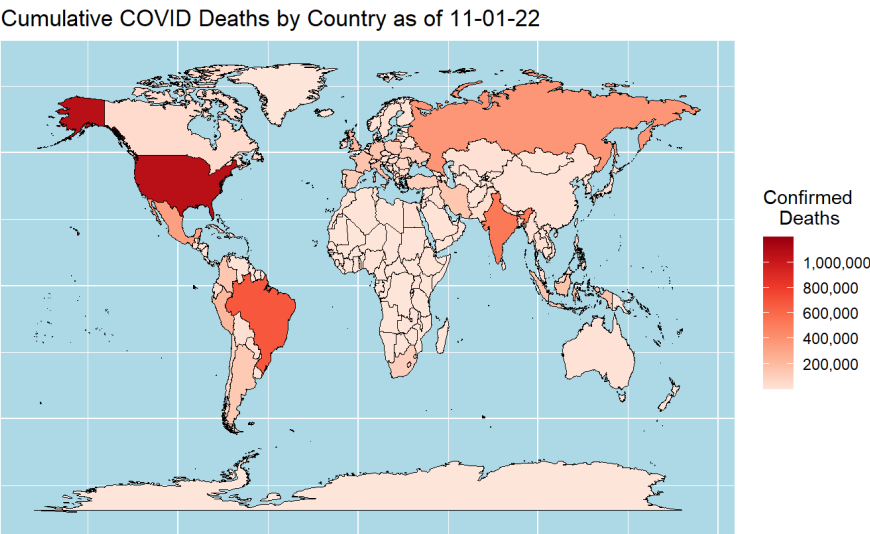 Cumulative COVID Deaths by Country as of 11-01-22
Confirmed
Deaths
1,000,000
800,000
600,000
400,000
200,000